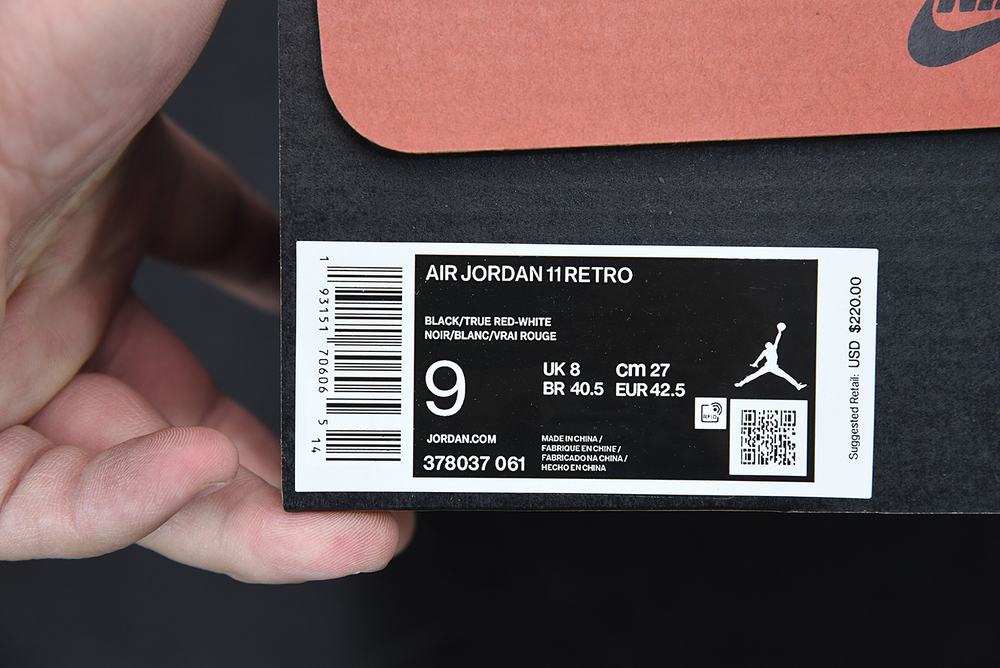 AIR JORDAN 11 RETRO
BLACK/TRUE RED-WHITE
NOIR/BLANC/VRAI ROUGE
9
UK 8 cm 27
BR 40.5 EUR 42.5
JORDAN.COM
378037 061
MADE IN CHINA /
FABRIQUE EN CHINE /
FABRICADO NA CHINA /
HECHO EN CHINA
RFID
1 93151 70606 5 14
Suggested Retail: USD $220.00